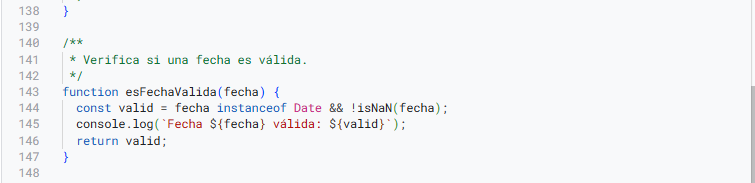 138 }
139
140 /**
141 * Verifica si una fecha es válida.
142 */
143 function esFechaValida(fecha) {
144 const valid = fecha instanceof Date && !isNaN(fecha);
145 console.log(`Fecha ${fecha} válida: ${valid}`);
146 return valid;
147 }
148